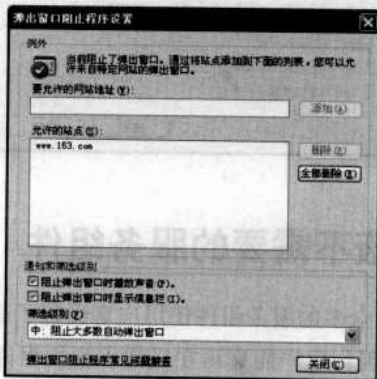 弹出窗口阻止程序设置
例外
当前阻止了弹出窗口。通过将站点添加到下面的列表，您可以允
许来自特定网站的弹出窗口。
要允许的网站地址(W):
添加(A)
允许的站点(S):
www.163.com
删除(R)
全部删除(E)...
通知和筛选级别
阻止弹出窗口时播放声音(P)。
阻止弹出窗口时显示信息栏(I)。
筛选级别(F)
中: 阻止大多数自动弹出窗口
弹出窗口阻止程序常见问题解答
关闭(C)